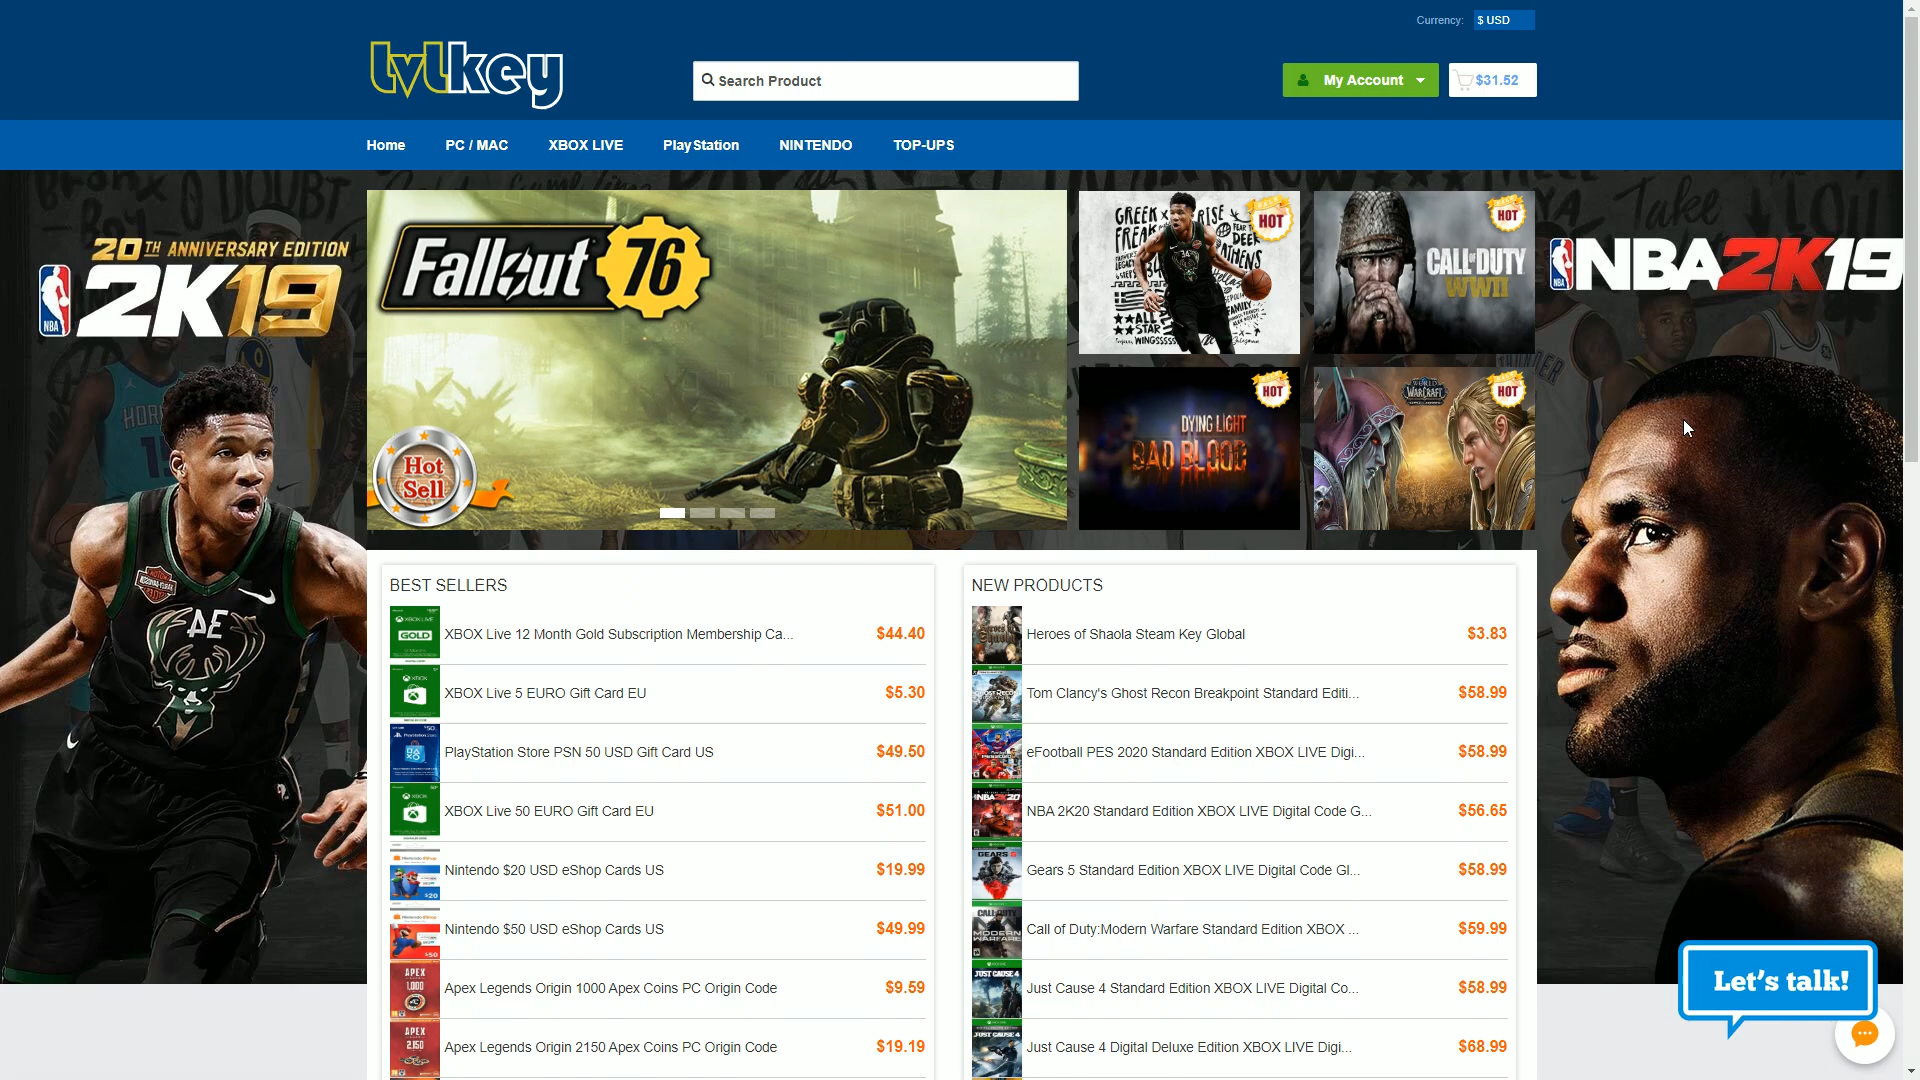 Currency: $ USD
lvlkey
Search Product
My Account
$31.52
Home PC / MAC XBOX LIVE PlayStation NINTENDO TOP-UPS
20TH ANNIVERSARY EDITION
NBA 2K19
Fallout 76
Hot Sell
GREEK FREAK
RISE
HOT
CALL OF DUTY
WWII
HOT
DYING LIGHT
BAD BLOOD
HOT
WORLD WARCRAFT
HOT
NBA 2K19
BEST SELLERS
XBOX Live 12 Month Gold Subscription Membership Ca... $44.40
XBOX Live 5 EURO Gift Card EU $5.30
PlayStation Store PSN 50 USD Gift Card US $49.50
XBOX Live 50 EURO Gift Card EU $51.00
Nintendo $20 USD eShop Cards US $19.99
Nintendo $50 USD eShop Cards US $49.99
Apex Legends Origin 1000 Apex Coins PC Origin Code $9.59
Apex Legends Origin 2150 Apex Coins PC Origin Code $19.19
NEW PRODUCTS
Heroes of Shaola Steam Key Global $3.83
Tom Clancy's Ghost Recon Breakpoint Standard Editi... $58.99
eFootball PES 2020 Standard Edition XBOX LIVE Digi... $58.99
NBA 2K20 Standard Edition XBOX LIVE Digital Code G... $56.65
Gears 5 Standard Edition XBOX LIVE Digital Code Gl... $58.99
Call of Duty:Modern Warfare Standard Edition XBOX ... $59.99
Just Cause 4 Standard Edition XBOX LIVE Digital Co... $58.99
Just Cause 4 Digital Deluxe Edition XBOX LIVE Digi... $68.99
Let's talk!